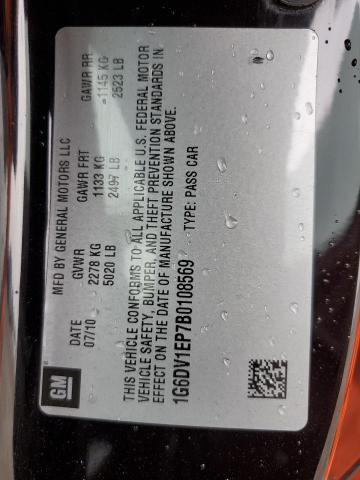 MFD BY GENERAL MOTORS LLC
DATE GVWR GAWR FRT GAWR RR
07/10 2278 KG 1133 KG 1145 KG
5020 LB 2497 LB 2523 LB
THIS VEHICLE CONFORMS TO ALL APPLICABLE U.S. FEDERAL MOTOR
VEHICLE SAFETY, BUMPER, AND THEFT PREVENTION STANDARDS IN
EFFECT ON THE DATE OF MANUFACTURE SHOWN ABOVE.
1G6DV1EP7B0108569 TYPE: PASS CAR
GM